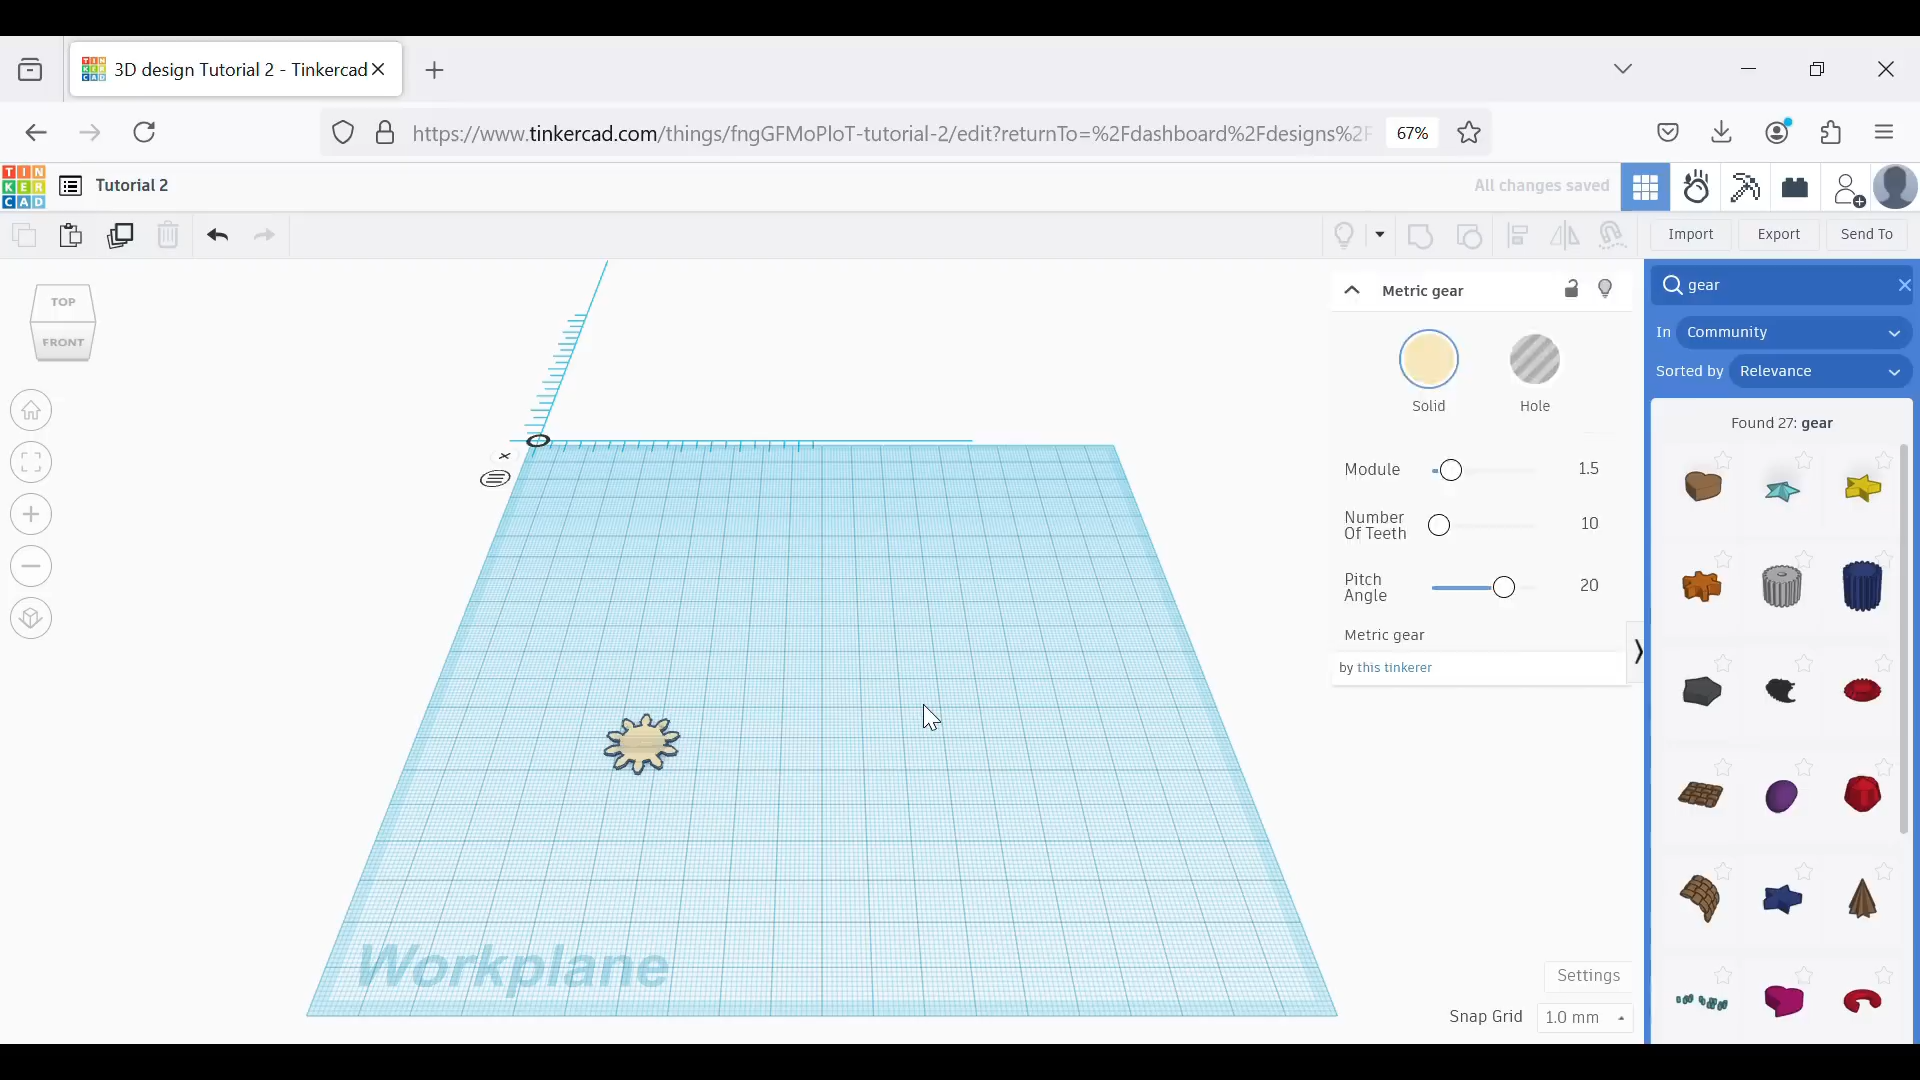 3D design Tutorial 2 - Tinkercad
https://www.tinkercad.com/things/fngGFMoPloT-tutorial-2/edit?returnTo=%2Fdashboard%2Fdesigns%2F
67%
TIN
KER
CAD
Tutorial 2
All changes saved
Import
Export
Send To
TOP
FRONT
Metric gear
Solid
Hole
Module
1.5
Number
Of Teeth
10
Pitch
Angle
20
Metric gear
by this tinkerer
gear
In
Community
Sorted by
Relevance
Found 27: gear
Workplane
Settings
Snap Grid
1.0 mm